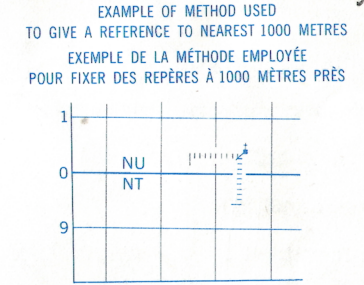 EXAMPLE OF METHOD USED
TO GIVE A REFERENCE TO NEAREST 1000 METRES
EXEMPLE DE LA MÉTHODE EMPLOYÉE
POUR FIXER DES REPÈRES À 1000 MÈTRES PRÈS
1
NU
0
NT
9